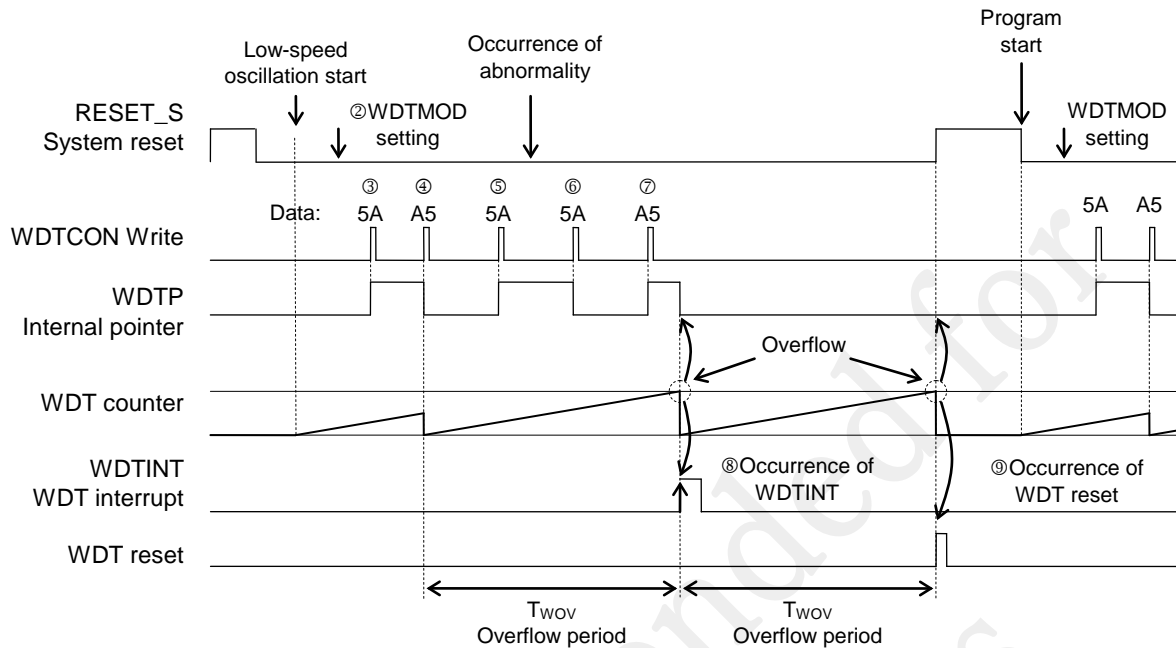 Program
start
Low-speed
oscillation start
Occurrence of
abnormality
RESET_S
System reset
②WDTMOD
setting
WDTMOD
setting
③ ④ ⑤ ⑥ ⑦
Data: 5A A5 5A 5A A5 5A A5
WDTCON Write
WDTP
Internal pointer
Overflow
WDT counter
WDTINT
WDT interrupt
⑧Occurrence of
WDTINT
⑨Occurrence of
WDT reset
WDT reset
TWOV
Overflow period
TWOV
Overflow period
nded for